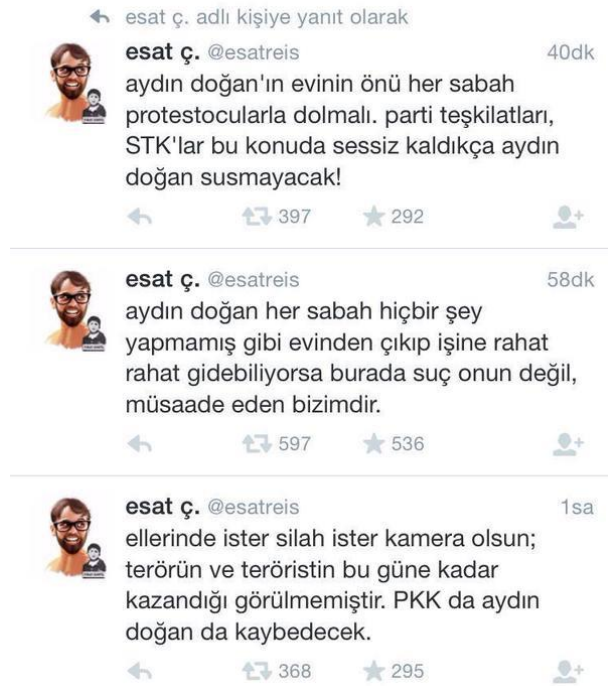 esat ç. adlı kişiye yanıt olarak
esat ç. @esatreis 40dk
aydın doğan'ın evinin önü her sabah
protestocularla dolmalı. parti teşkilatları,
STK'lar bu konuda sessiz kaldıkça aydın
doğan susmayacak!
397 292
esat ç. @esatreis 58dk
aydın doğan her sabah hiçbir şey
yapmamış gibi evinden çıkıp işine rahat
rahat gidebiliyorsa burada suç onun değil,
müsaade eden bizimdir.
597 536
esat ç. @esatreis 1sa
ellerinde ister silah ister kamera olsun;
terörün ve teröristin bu güne kadar
kazandığı görülmemiştir. PKK da aydın
doğan da kaybedecek.
368 295